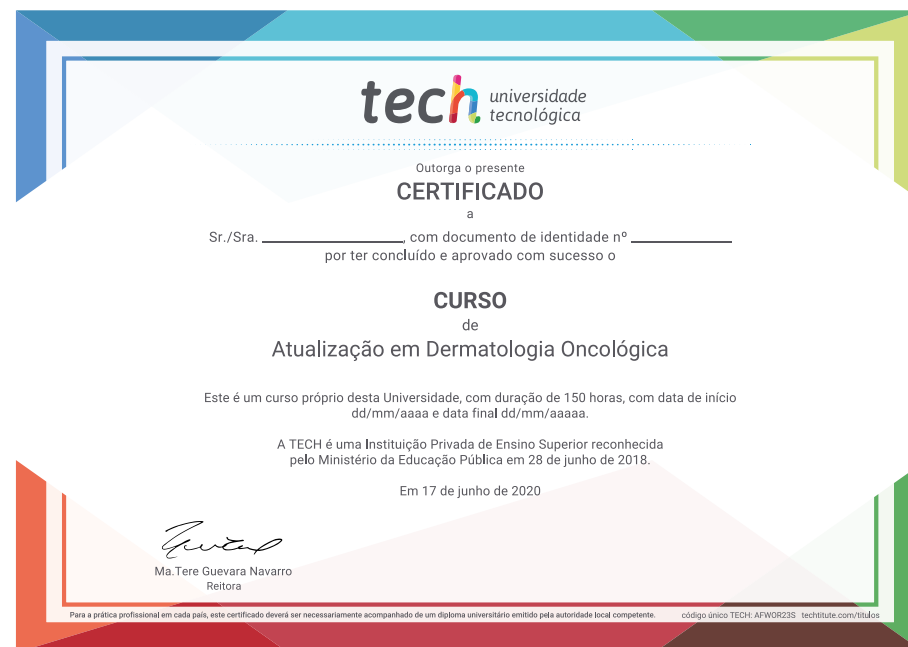 tech universidade
tecnológica
Outorga o presente
CERTIFICADO
a
Sr./Sra. ____________, com documento de identidade nº ____________
por ter concluído e aprovado com sucesso o
CURSO
de
Atualização em Dermatologia Oncológica
Este é um curso próprio desta Universidade, com duração de 150 horas, com data de início
dd/mm/aaaa e data final dd/mm/aaaaa.
A TECH é uma Instituição Privada de Ensino Superior reconhecida
pelo Ministério da Educação Pública em 28 de junho de 2018.
Em 17 de junho de 2020
Ma.Tere Guevara Navarro
Reitora
Para a prática profissional em cada país, este certificado deverá ser necessariamente acompanhado de um diploma universitário emitido pela autoridade local competente.
código único TECH: AFWOR23S techtitute.com/titulos